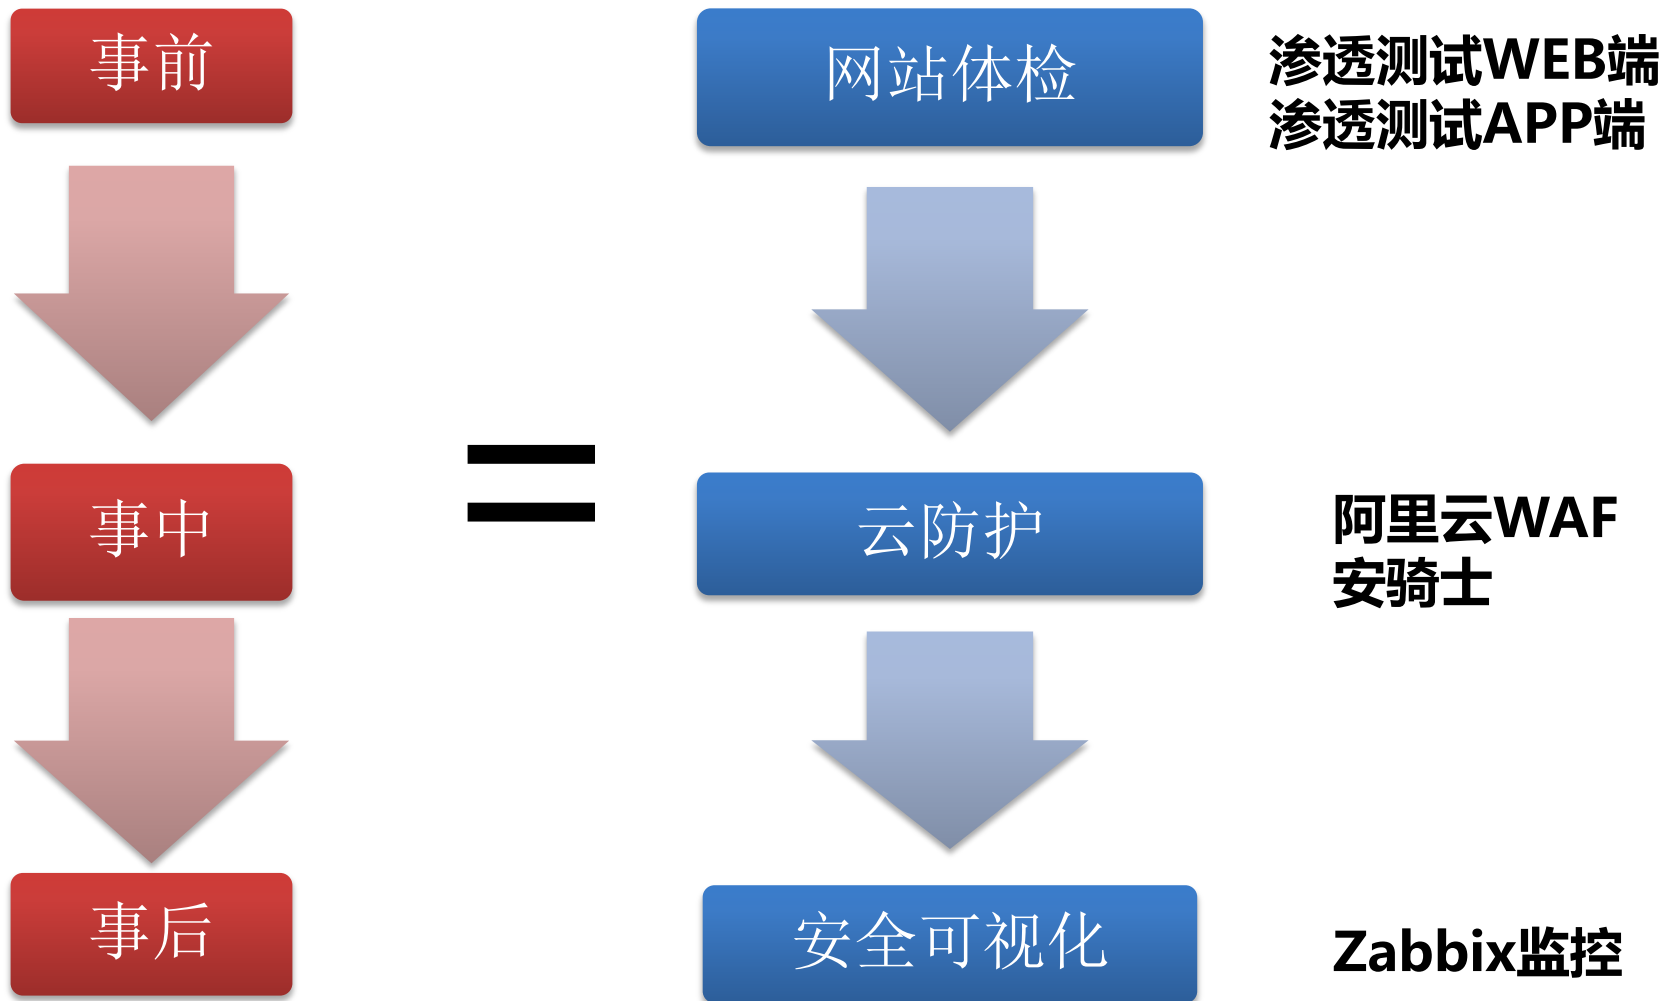 事前
网站体检
渗透测试WEB端
渗透测试APP端
事中
云防护
阿里云WAF
安骑士
事后
安全可视化
Zabbix监控